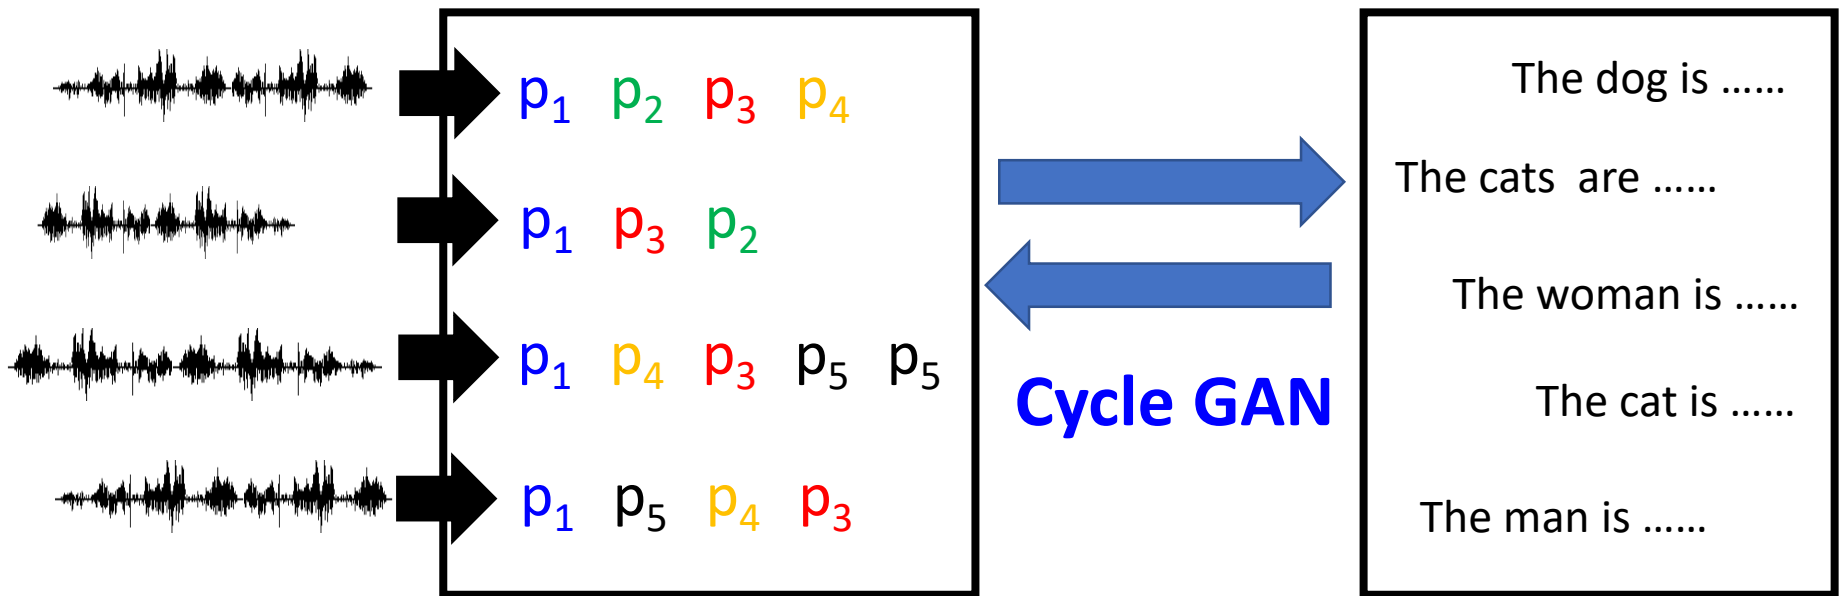 p1 p2 p3 p4
p1 p3 p2
p1 p4 p3 p5 p5
p1 p5 p4 p3
Cycle GAN
The dog is ......
The cats  are ......
The woman is ......
The cat is ......
The man is ......